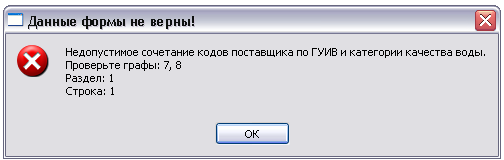 Данные формы не верны!
Недопустимое сочетание кодов поставщика по ГУИВ и категории качества воды.
Проверьте графы: 7, 8
Раздел: 1
Строка: 1
OK